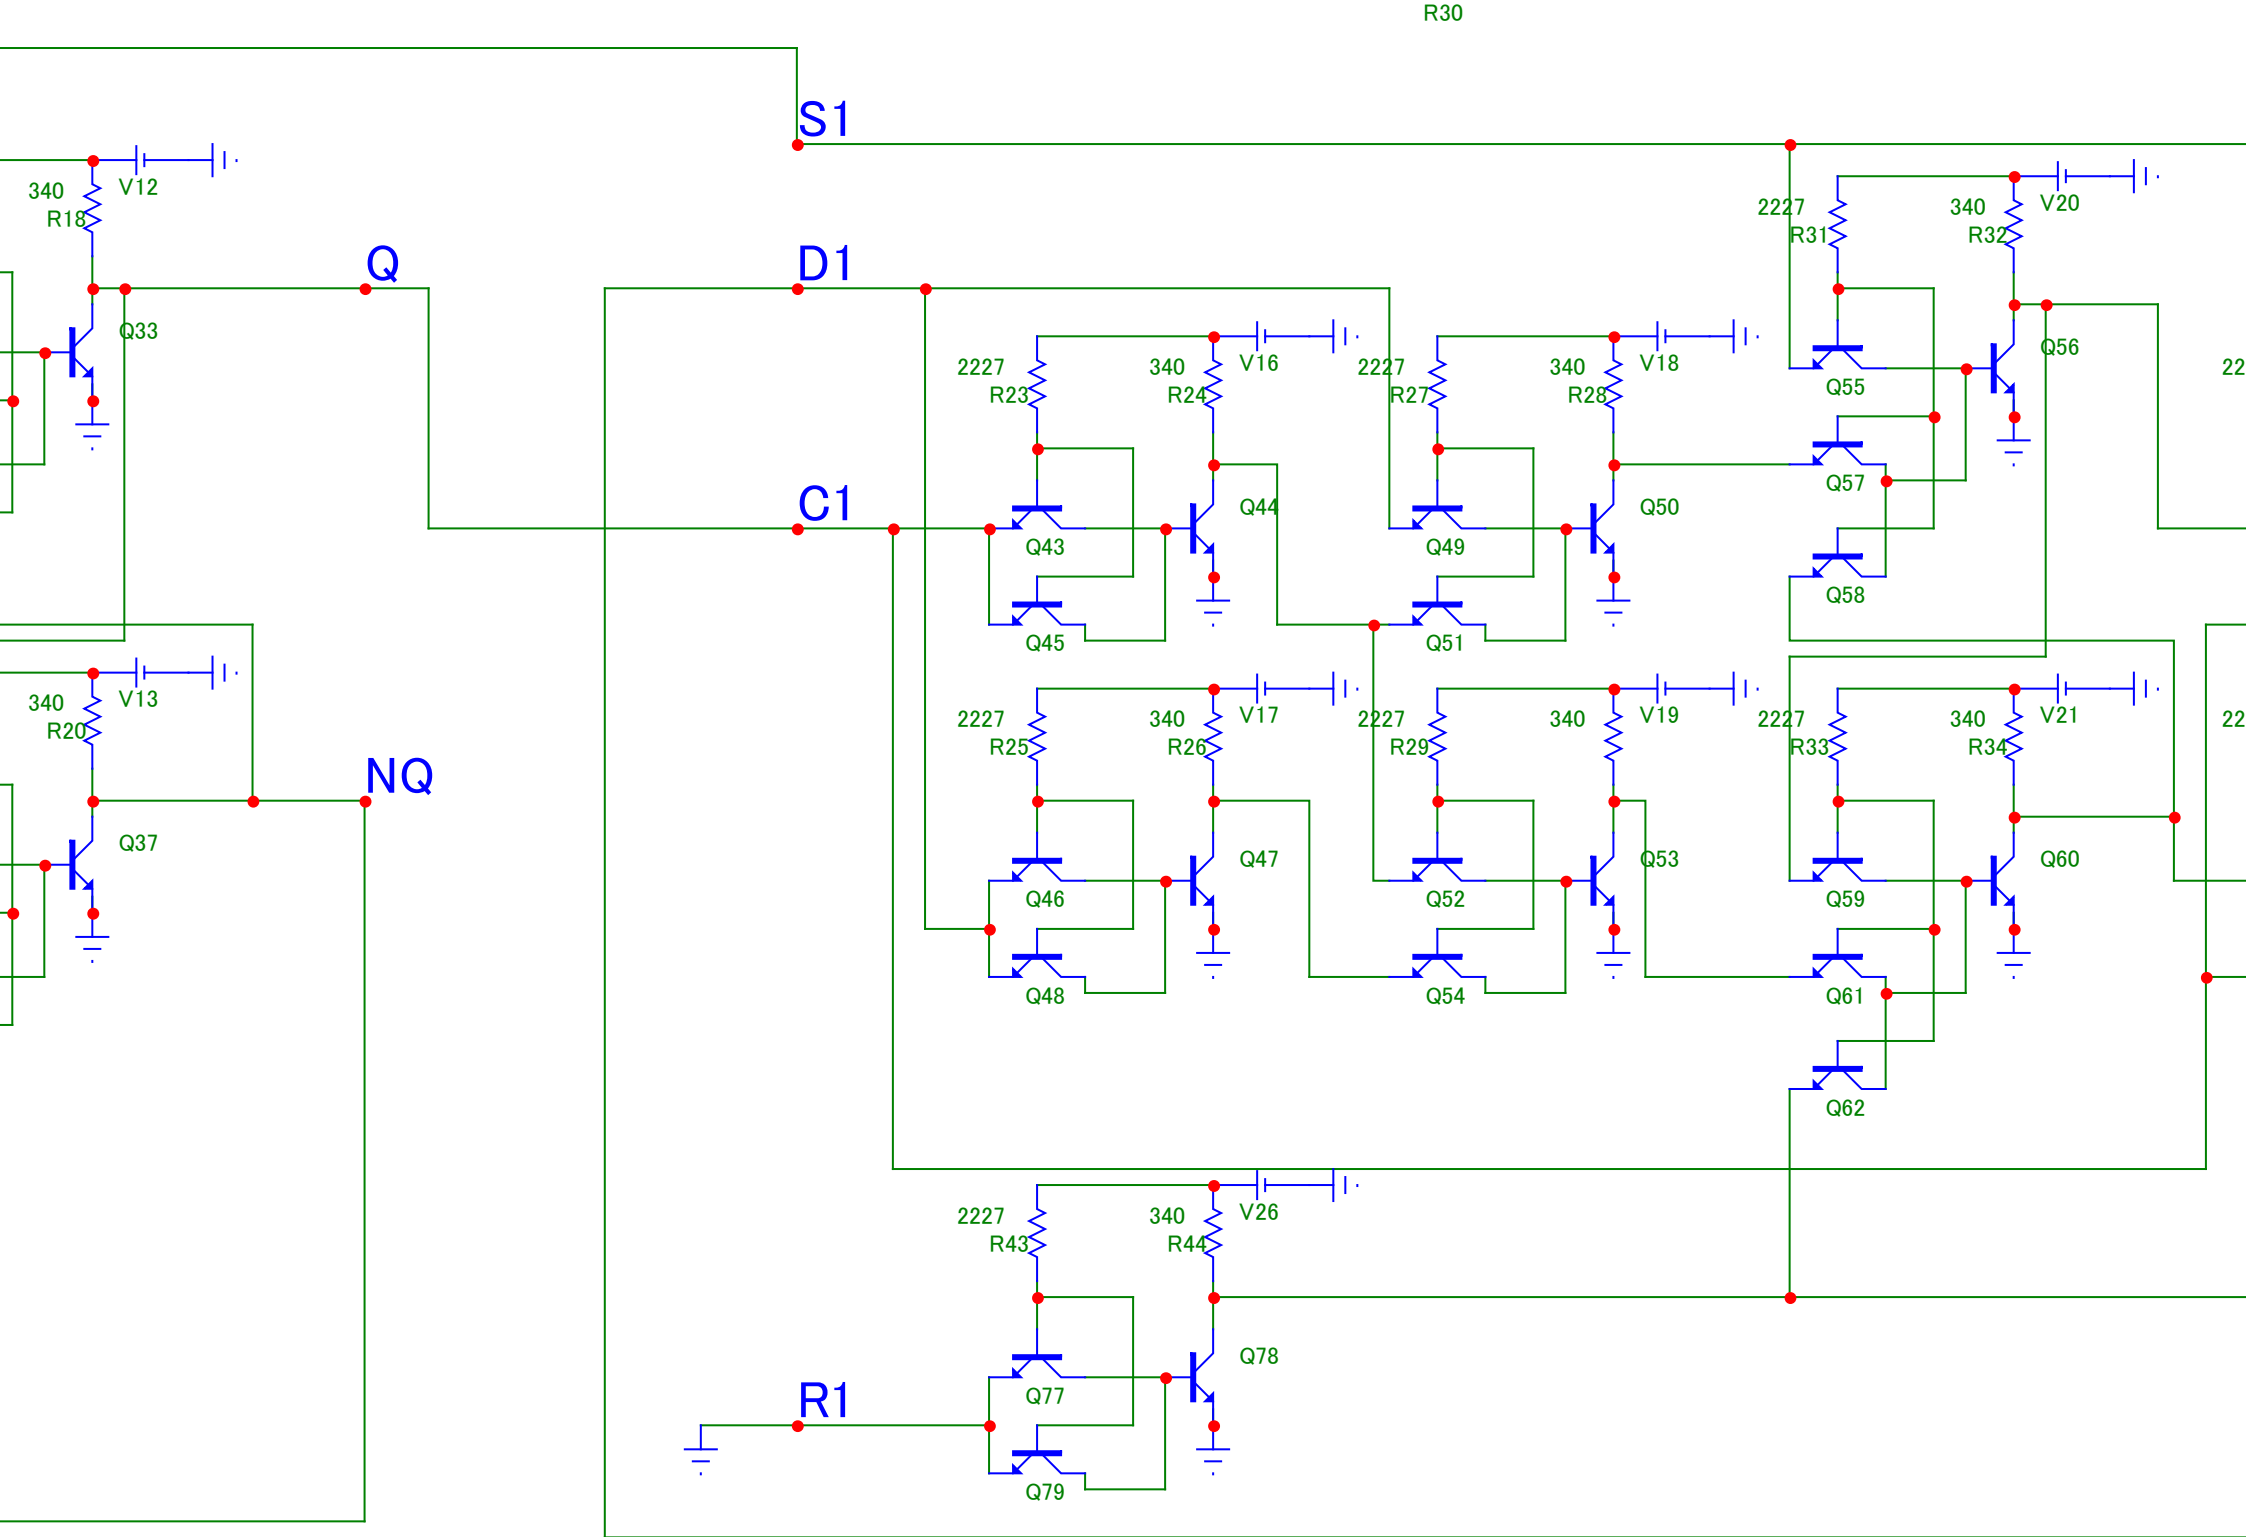 R30
S1
V12
340
R18
V20
2227
340
R31
R32
Q
D1
Q33
Q56
V16
V18
2227
340
2227
340
22
R23
R24
R27
R28
Q55
Q57
C1
Q44
Q50
Q43
Q49
Q58
Q45
Q51
V13
340
R20
V17
V19
V21
2227
340
2227
340
2227
340
22
R25
R26
R29
R33
R34
NQ
Q37
Q47
Q53
Q60
Q46
Q52
Q59
Q48
Q54
Q61
Q62
V26
2227
340
R43
R44
Q78
R1
Q77
Q79